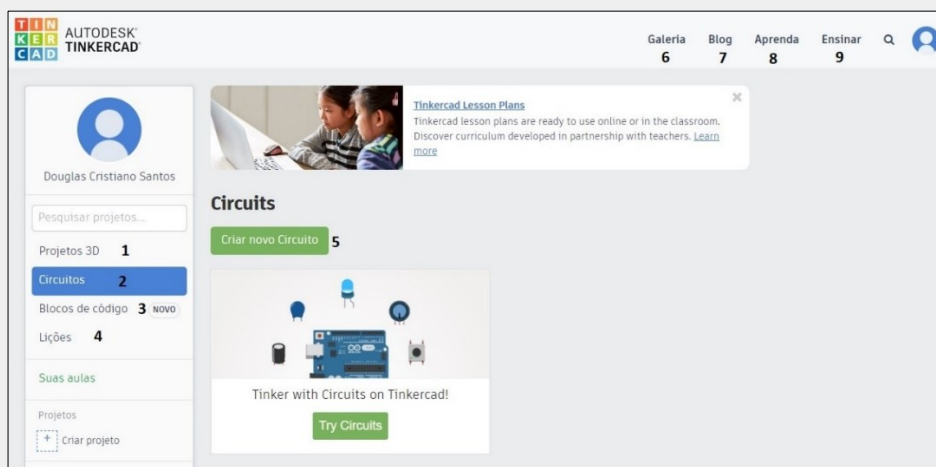 TIN
KER
CAD
AUTODESK®
TINKERCAD®
Galeria Blog Aprenda Ensinar
6 7 8 9
Douglas Cristiano Santos
Pesquisar projetos...
Projetos 3D 1
Circuitos 2
Blocos de código 3 NOVO
Lições 4
Suas aulas
Projetos
+ Criar projeto
Tinkercad Lesson Plans
Tinkercad lesson plans are ready to use online or in the classroom.
Discover curriculum developed in partnership with teachers. Learn
more
Circuits
Criar novo Circuito 5
Tinker with Circuits on Tinkercad!
Try Circuits